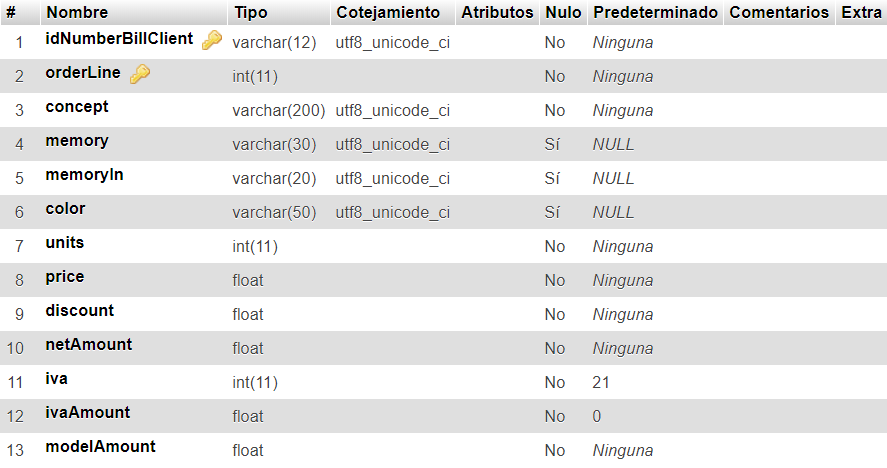 # Nombre Tipo Cotejamiento Atributos Nulo Predeterminado Comentarios Extra
1 idNumberBillClient varchar(12) utf8_unicode_ci No Ninguna
2 orderLine int(11) No Ninguna
3 concept varchar(200) utf8_unicode_ci No Ninguna
4 memory varchar(30) utf8_unicode_ci Sí NULL
5 memoryIn varchar(20) utf8_unicode_ci Sí NULL
6 color varchar(50) utf8_unicode_ci Sí NULL
7 units int(11) No Ninguna
8 price float No Ninguna
9 discount float No Ninguna
10 netAmount float No Ninguna
11 iva int(11) No 21
12 ivaAmount float No 0
13 modelAmount float No Ninguna